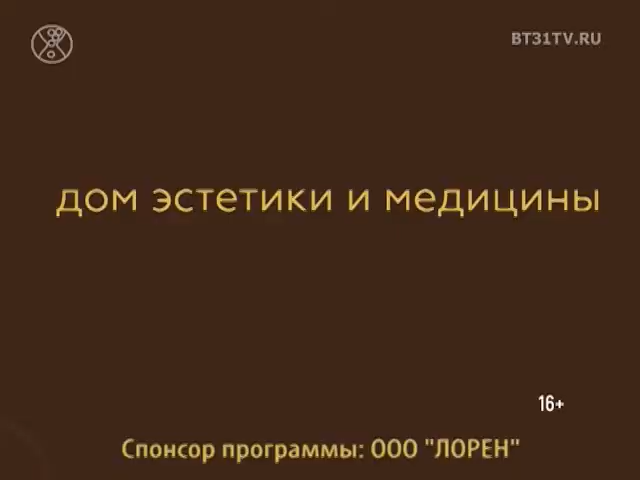 BT31TV.RU
дом эстетики и медицины
16+
Спонсор программы: ООО "ЛОРЕН"